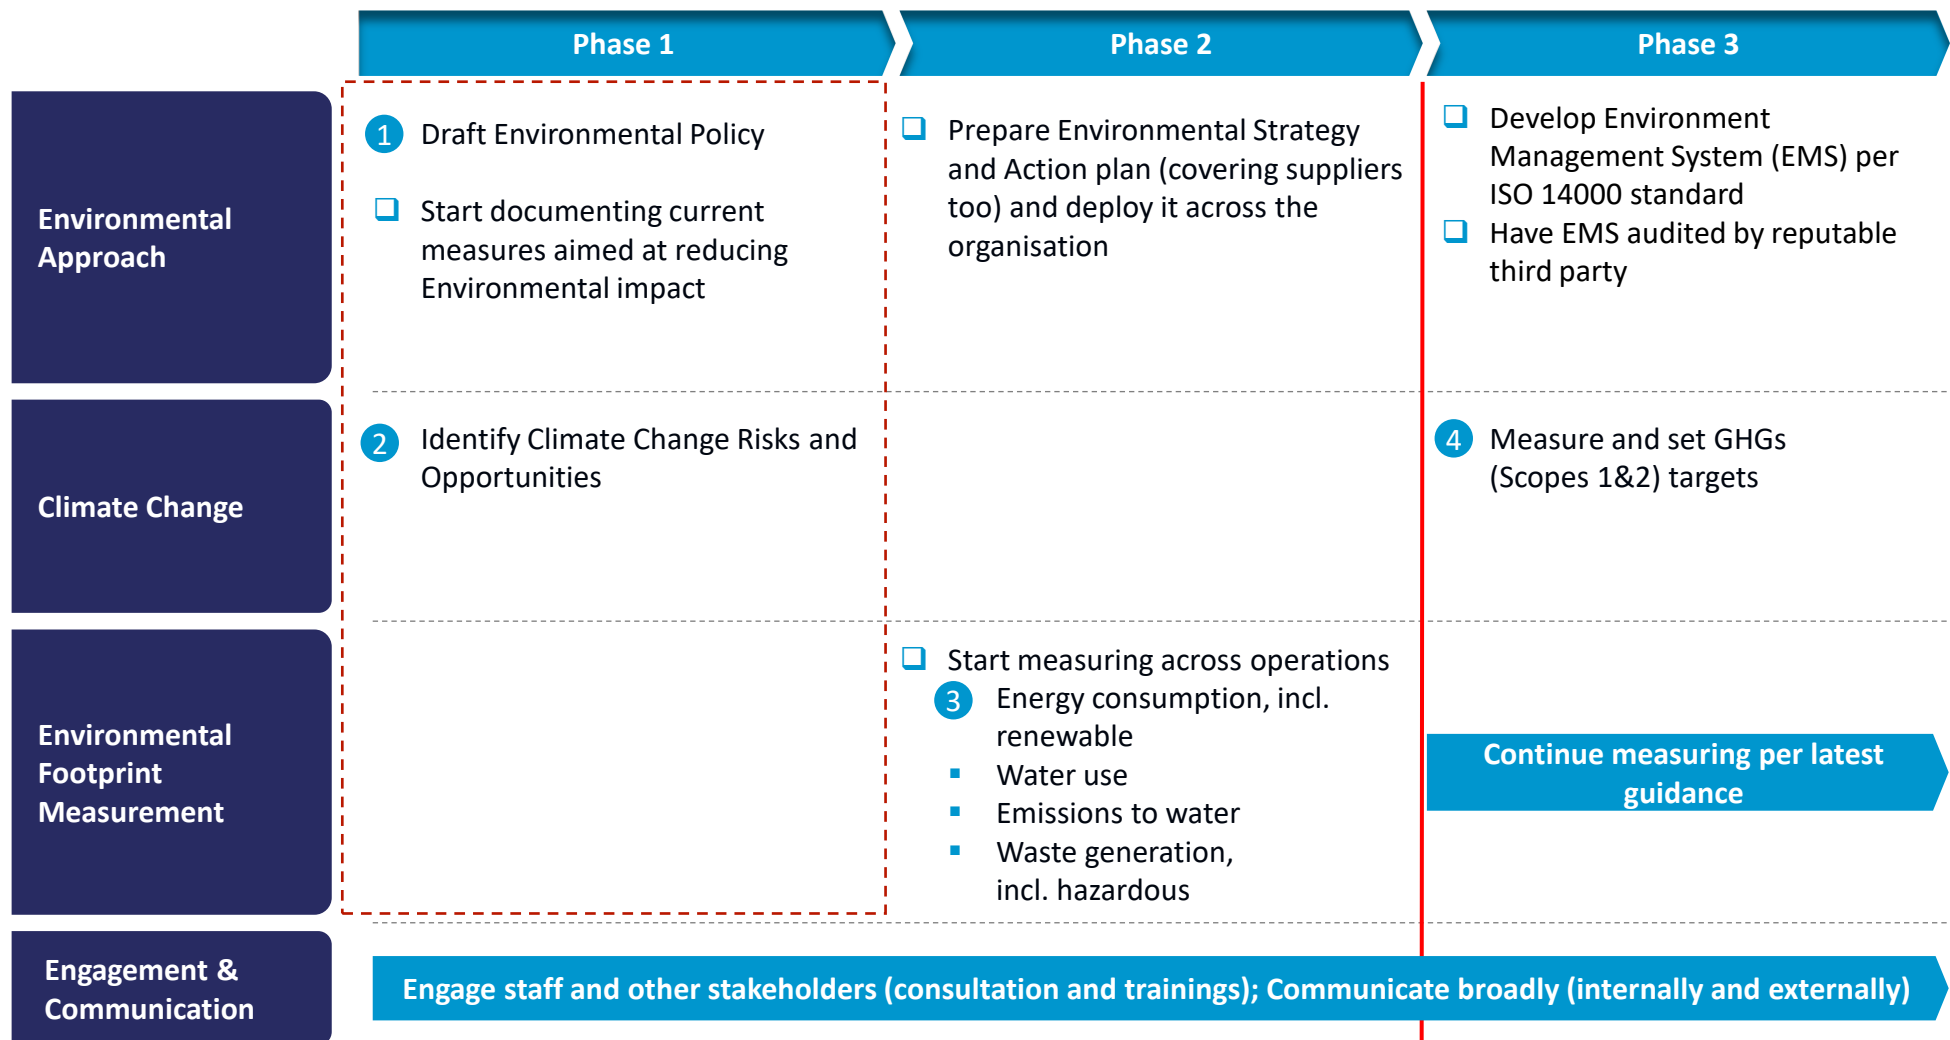 Phase 1
Phase 2
Phase 3
Environmental
Approach
1 Draft Environmental Policy
Start documenting current
measures aimed at reducing
Environmental impact
Prepare Environmental Strategy
and Action plan (covering suppliers
too) and deploy it across the
organisation
Develop Environment
Management System (EMS) per
ISO 14000 standard
Have EMS audited by reputable
third party
Climate Change
2 Identify Climate Change Risks and
Opportunities
4 Measure and set GHGs
(Scopes 1&2) targets
Environmental
Footprint
Measurement
Start measuring across operations
3 Energy consumption, incl.
renewable
Water use
Emissions to water
Waste generation,
incl. hazardous
Continue measuring per latest
guidance
Engagement &
Communication
Engage staff and other stakeholders (consultation and trainings); Communicate broadly (internally and externally)